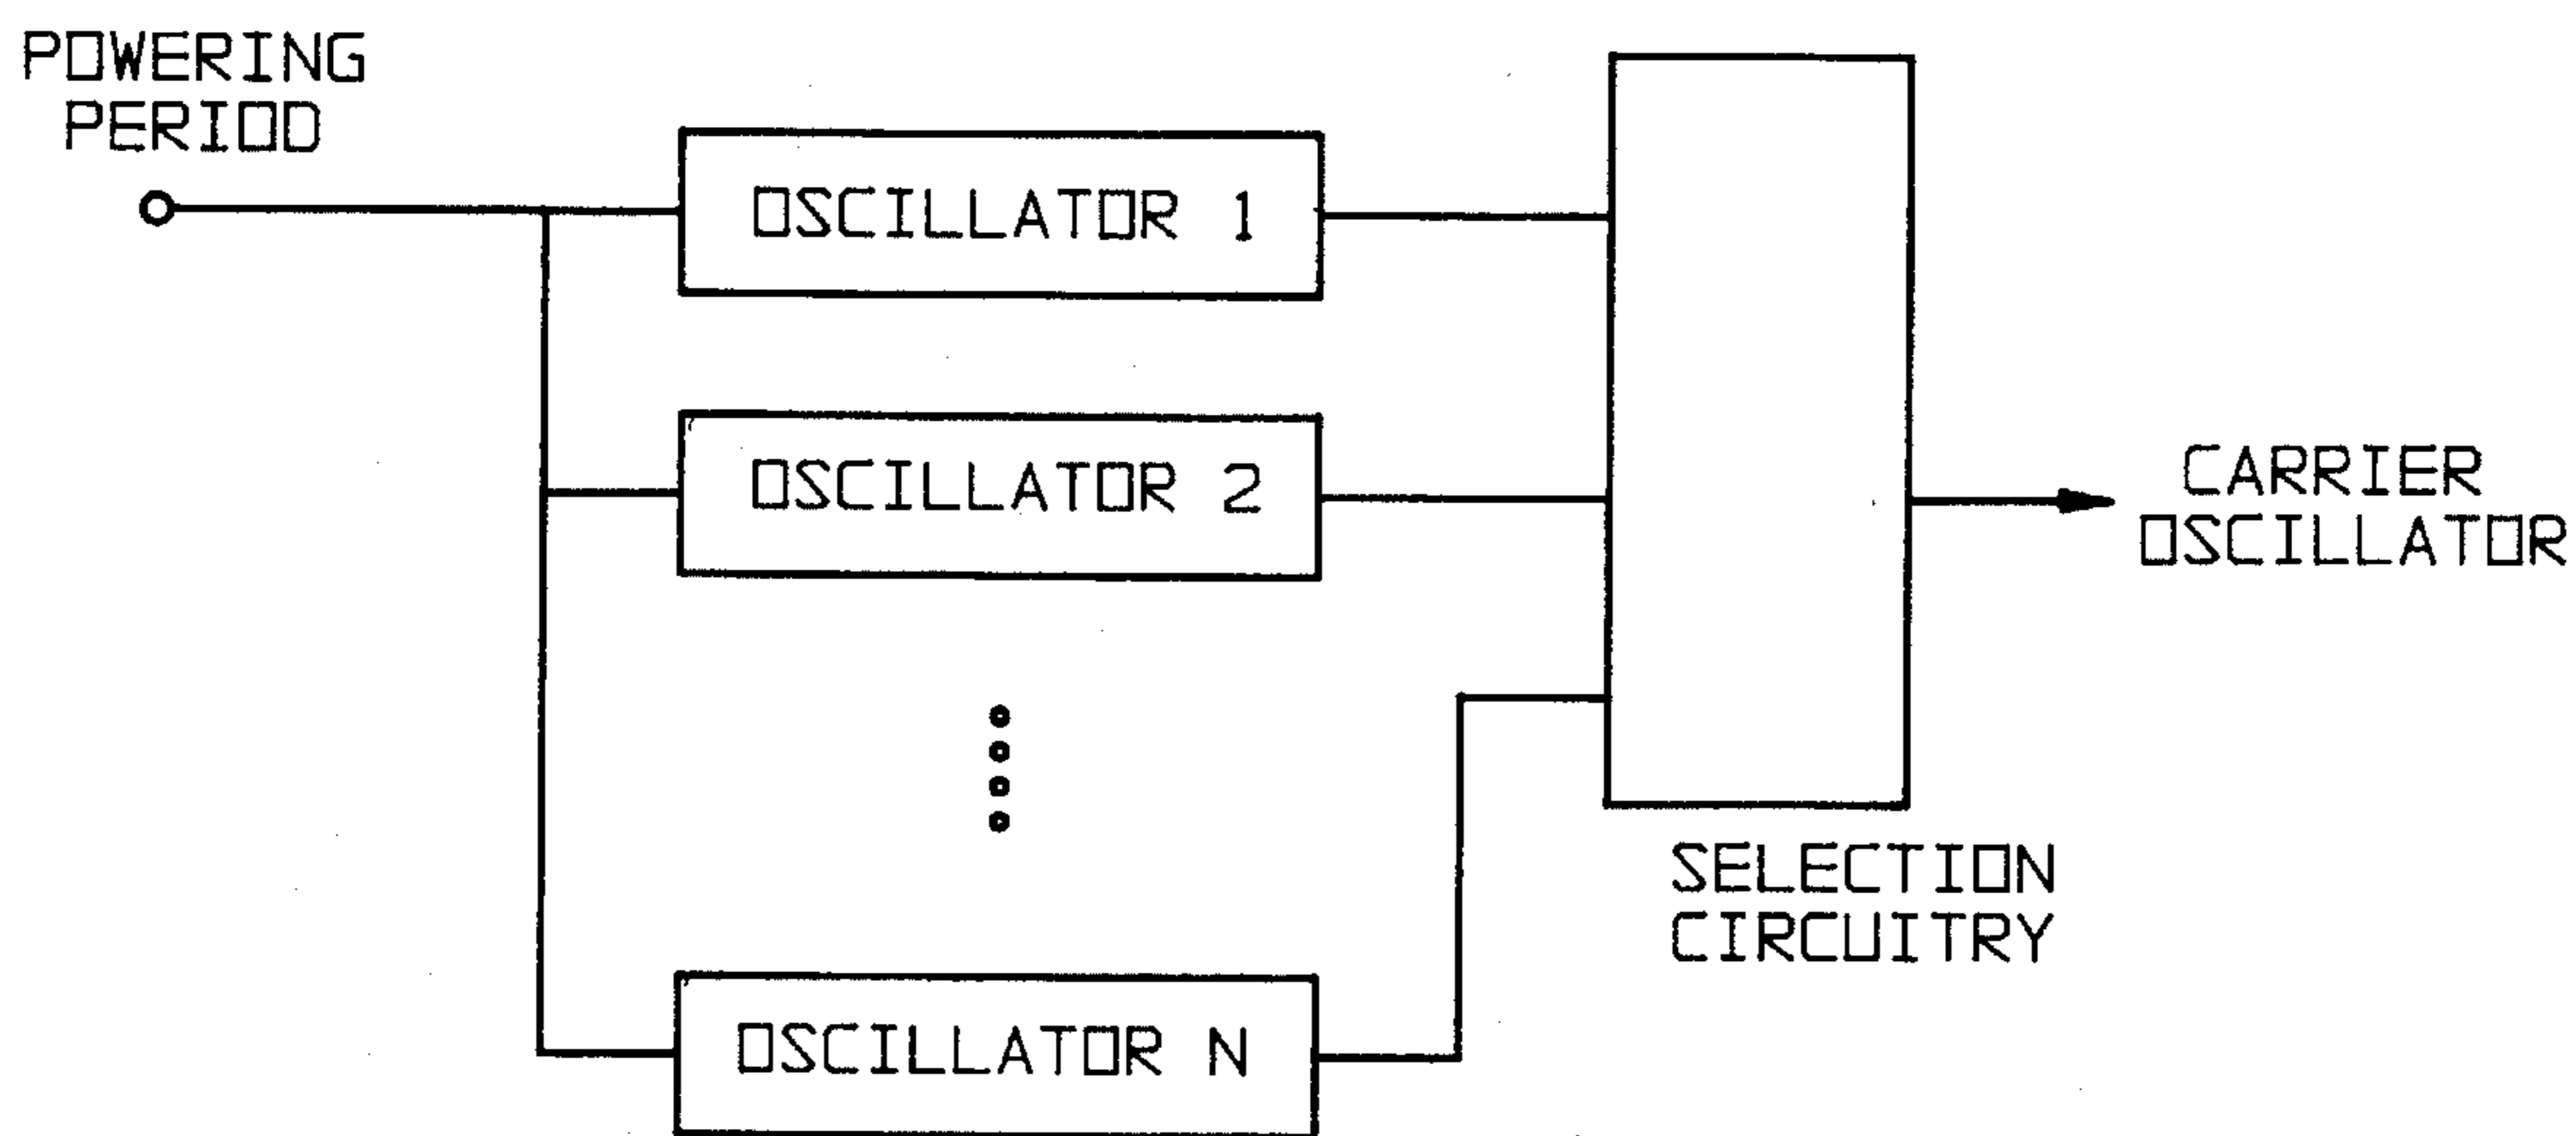 POWERING
PERIOD
OSCILLATOR 1
OSCILLATOR 2
CARRIER
OSCILLATOR
SELECTION
CIRCUITRY
OSCILLATOR N